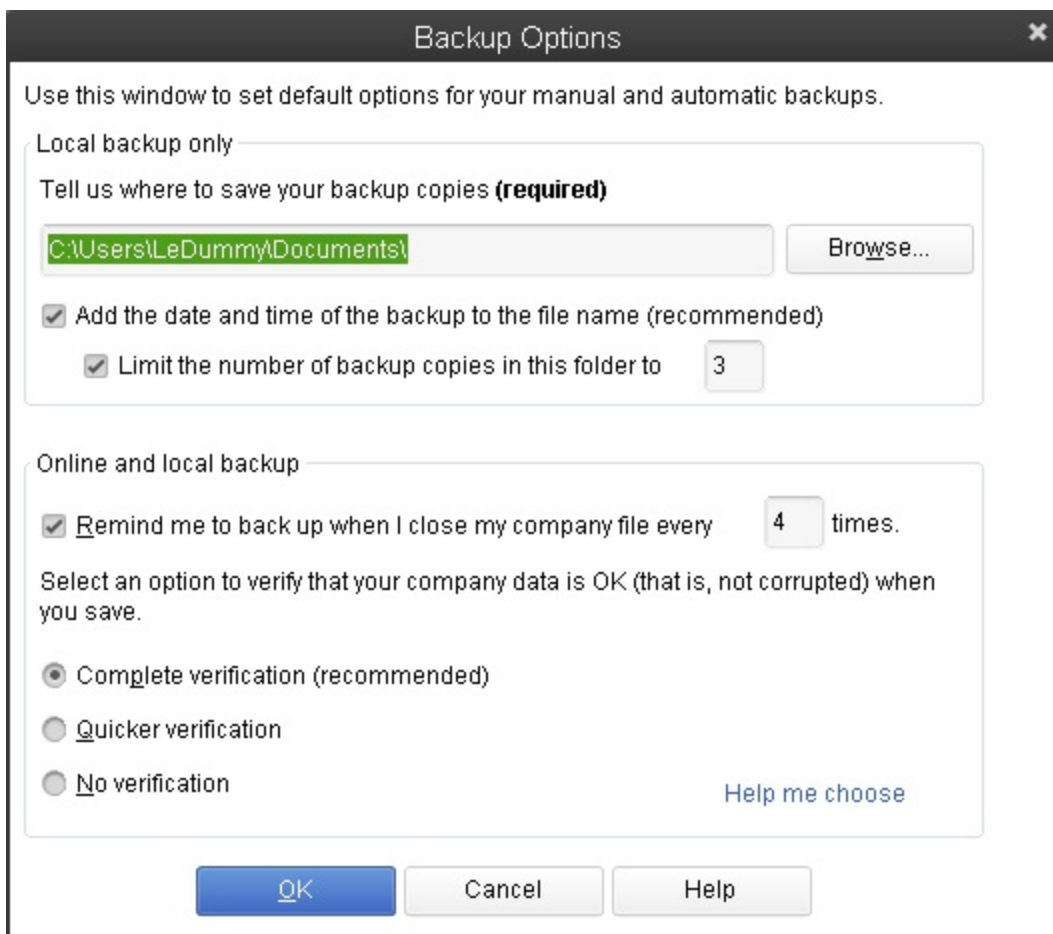 Backup Options
Use this window to set default options for your manual and automatic backups.
Local backup only
Tell us where to save your backup copies (required)
C:\Users\LeDummy\Documents\
Browse...
Add the date and time of the backup to the file name (recommended)
Limit the number of backup copies in this folder to 3
Online and local backup
Remind me to back up when I close my company file every 4 times.
Select an option to verify that your company data is OK (that is, not corrupted) when
you save.
Complete verification (recommended)
Quicker verification
No verification
Help me choose
OK Cancel Help